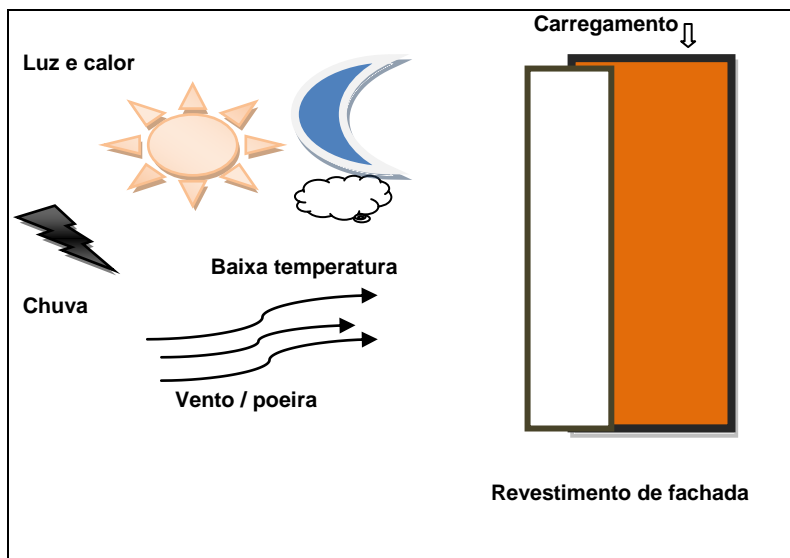 Carregamento
Luz e calor
Baixa temperatura
Chuva
Vento / poeira
Revestimento de fachada